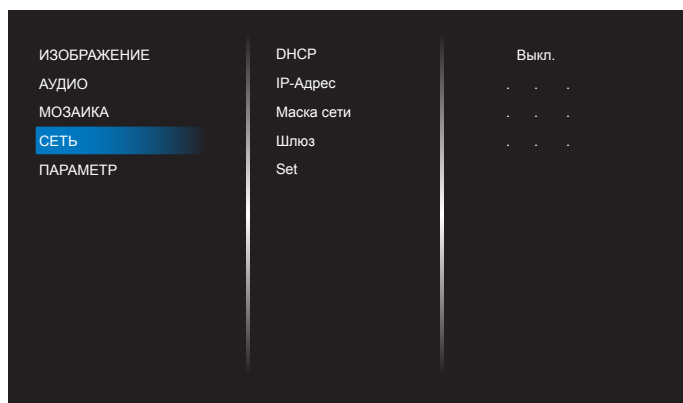 ИЗОБРАЖЕНИЕ
АУДИО
МОЗАИКА
СЕТЬ
ПАРАМЕТР
DHCP
IP-Адрес
Маска сети
Шлюз
Set
Выкл.
. . .
. . .
. . .